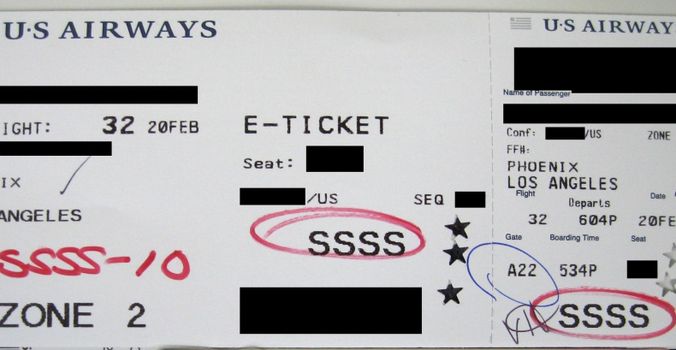 U·S AIRWAYS
IGHT: 32 20FEB
IX
ANGELES
SSSS-10
ZONE 2
E-TICKET
Seat:
/US SEQ
SSSS
U·S AIRWAY
Name of Passenger
Conf: /US ZONE
FF#:
PHOENIX
LOS ANGELES
Flight Departs Date
32 604P 20FE
Gate Boarding Time Seat
A22 534P
SSSS